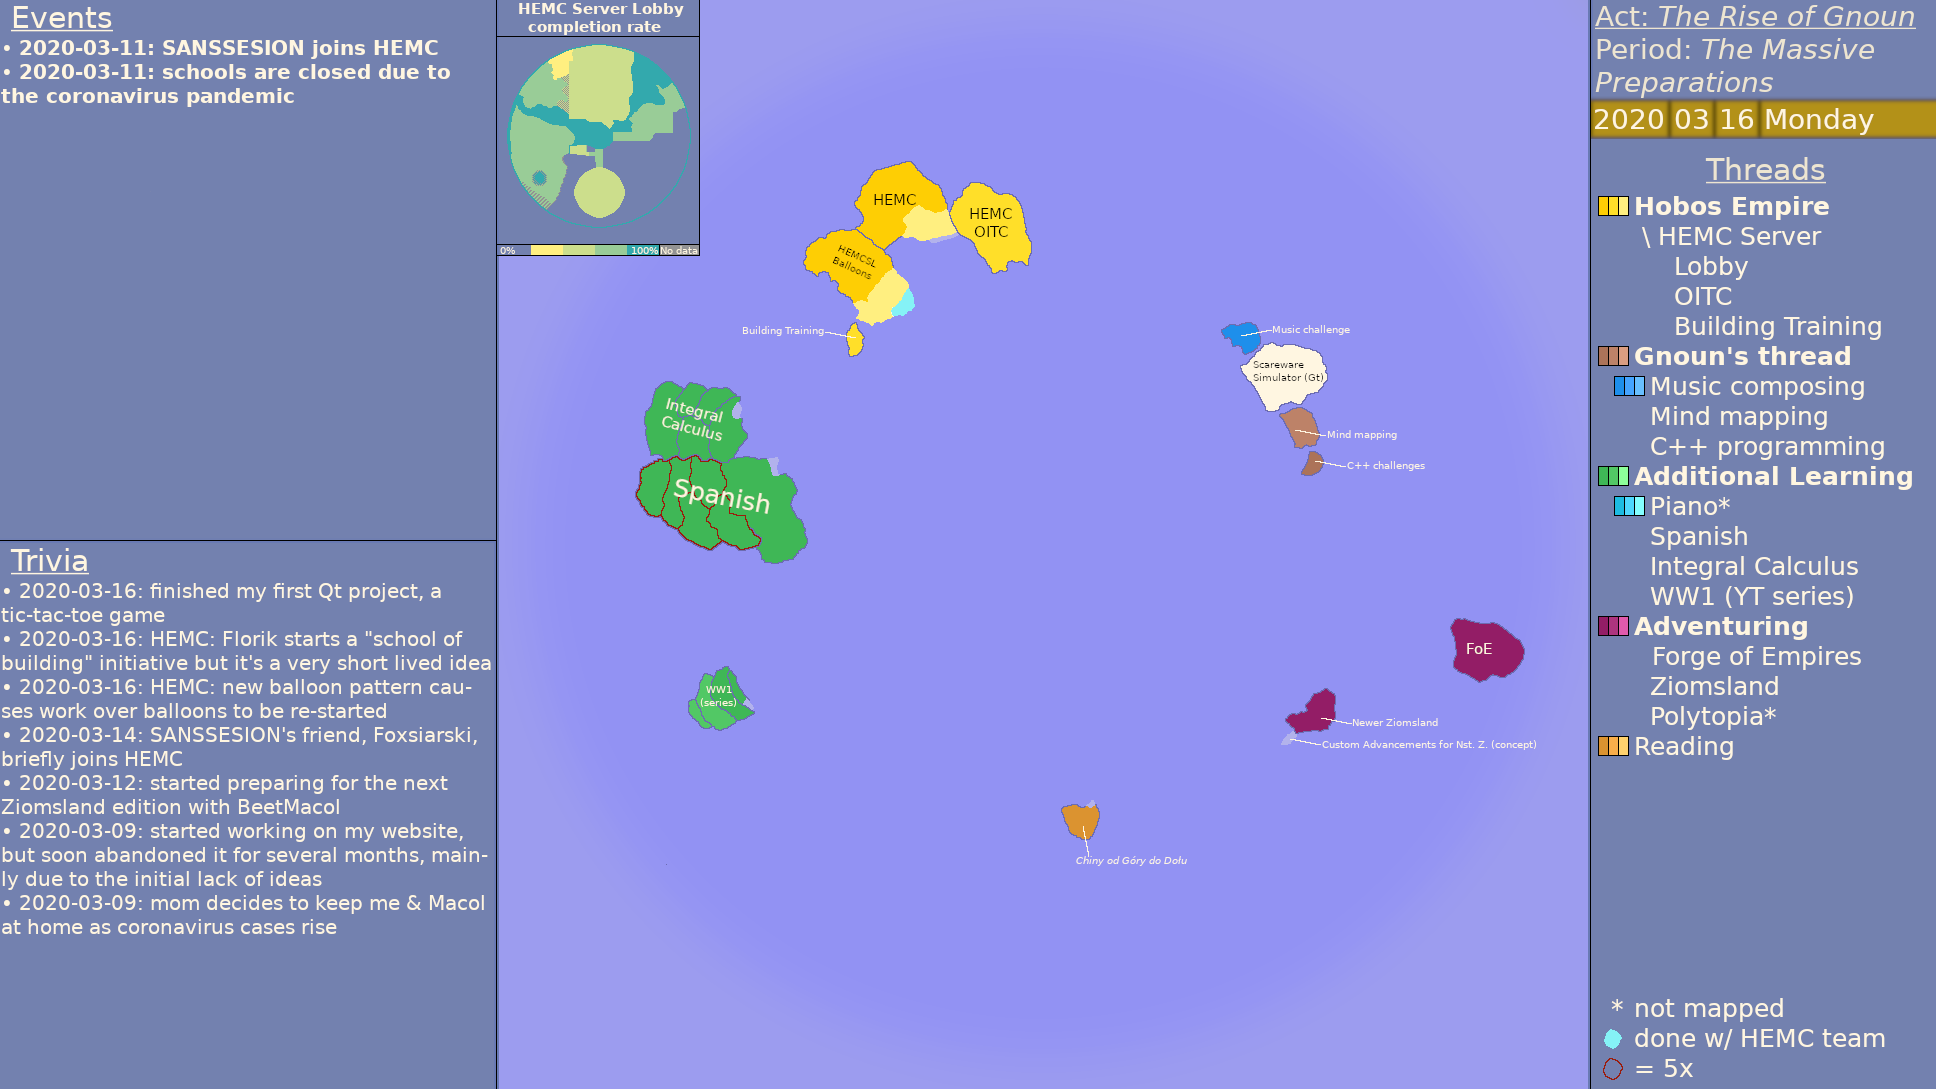 Events
• 2020-03-11: SANSSESION joins HEMC
• 2020-03-11: schools are closed due to
the coronavirus pandemic
Trivia
• 2020-03-16: finished my first Qt project, a
tic-tac-toe game
• 2020-03-16: HEMC: Florik starts a "school of
building" initiative but it's a very short lived idea
• 2020-03-16: HEMC: new balloon pattern cau-
ses work over balloons to be re-started
• 2020-03-14: SANSSESION's friend, Foxsiarski,
briefly joins HEMC
• 2020-03-12: started preparing for the next
Ziomsland edition with BeetMacol
• 2020-03-09: started working on my website,
but soon abandoned it for several months, main-
ly due to the initial lack of ideas
• 2020-03-09: mom decides to keep me & Macol
at home as coronavirus cases rise
HEMC Server Lobby
completion rate
0% 100% No data
HEMC
HEMC
OITC
HEMCSL
Balloons
Building Training
Integral
Calculus
Spanish
WW1
(series)
Music challenge
Scareware
Simulator (Gt)
Mind mapping
C++ challenges
FoE
Newer Ziomsland
Custom Advancements for Nst. Z. (concept)
Chiny od Góry do Dołu
Act: The Rise of Gnoun
Period: The Massive
Preparations
2020 03 16 Monday
Threads
Hobos Empire
\ HEMC Server
Lobby
OITC
Building Training
Gnoun's thread
Music composing
Mind mapping
C++ programming
Additional Learning
Piano*
Spanish
Integral Calculus
WW1 (YT series)
Adventuring
Forge of Empires
Ziomsland
Polytopia*
Reading
* not mapped
done w/ HEMC team
= 5x